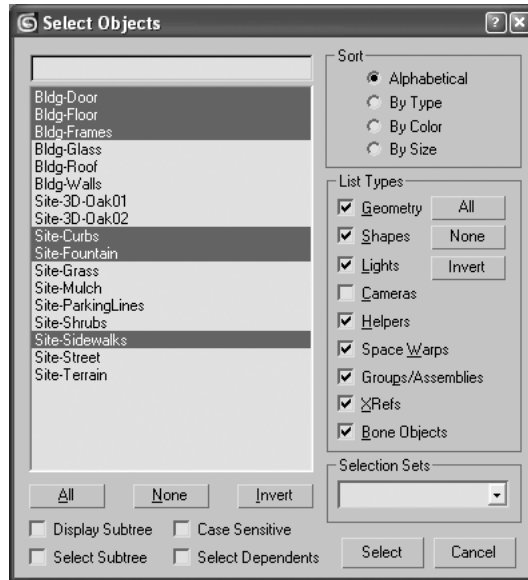 Select Objects
Bldg-Door
Bldg-Floor
Bldg-Frames
Bldg-Glass
Bldg-Roof
Bldg-Walls
Site-3D-Oak01
Site-3D-Oak02
Site-Curbs
Site-Fountain
Site-Grass
Site-Mulch
Site-ParkingLines
Site-Shrubs
Site-Sidewalks
Site-Street
Site-Terrain
All None Invert
Display Subtree Case Sensitive
Select Subtree Select Dependents
Sort
Alphabetical
By Type
By Color
By Size
List Types
Geometry All
Shapes None
Lights Invert
Cameras
Helpers
Space Warps
Groups/Assemblies
XRefs
Bone Objects
Selection Sets
Select Cancel